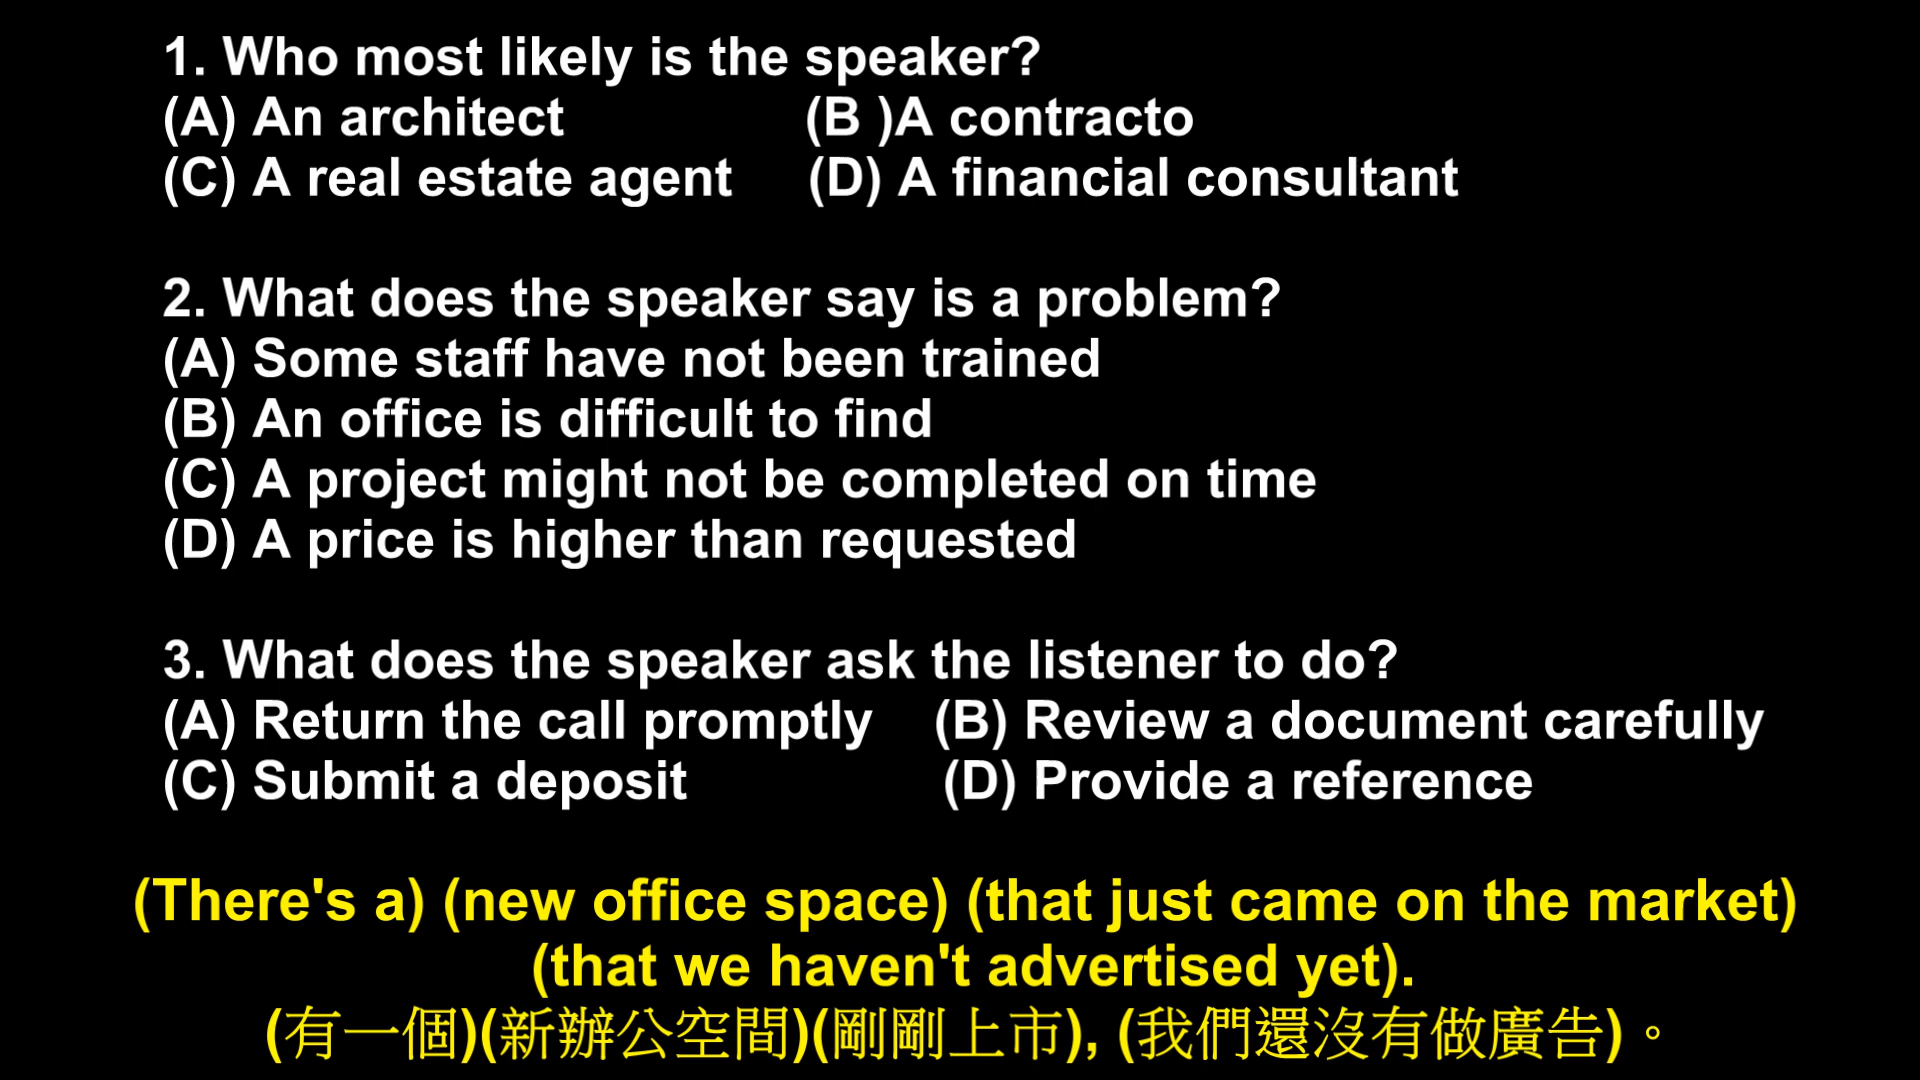 1. Who most likely is the speaker?
(A) An architect (B )A contracto
(C) A real estate agent (D) A financial consultant
2. What does the speaker say is a problem?
(A) Some staff have not been trained
(B) An office is difficult to find
(C) A project might not be completed on time
(D) A price is higher than requested
3. What does the speaker ask the listener to do?
(A) Return the call promptly (B) Review a document carefully
(C) Submit a deposit (D) Provide a reference
(There's a) (new office space) (that just came on the market)
(that we haven't advertised yet).
(有一個)(新辦公空間)(剛剛上市), (我們還沒有做廣告)。